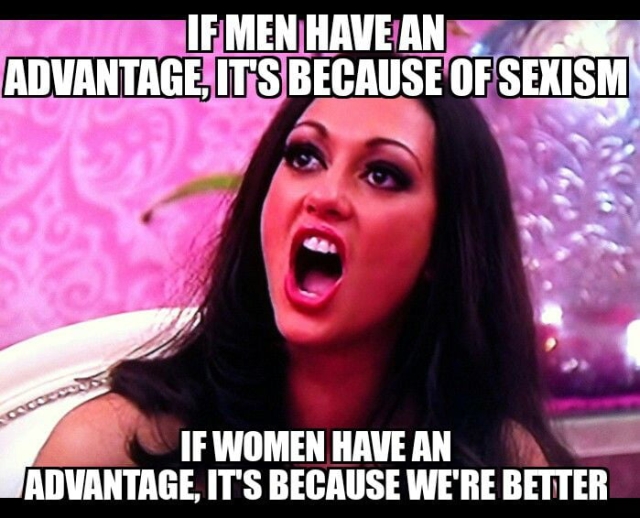 IF MEN HAVE AN
ADVANTAGE, IT'S BECAUSE OF SEXISM
IF WOMEN HAVE AN
ADVANTAGE, IT'S BECAUSE WE'RE BETTER